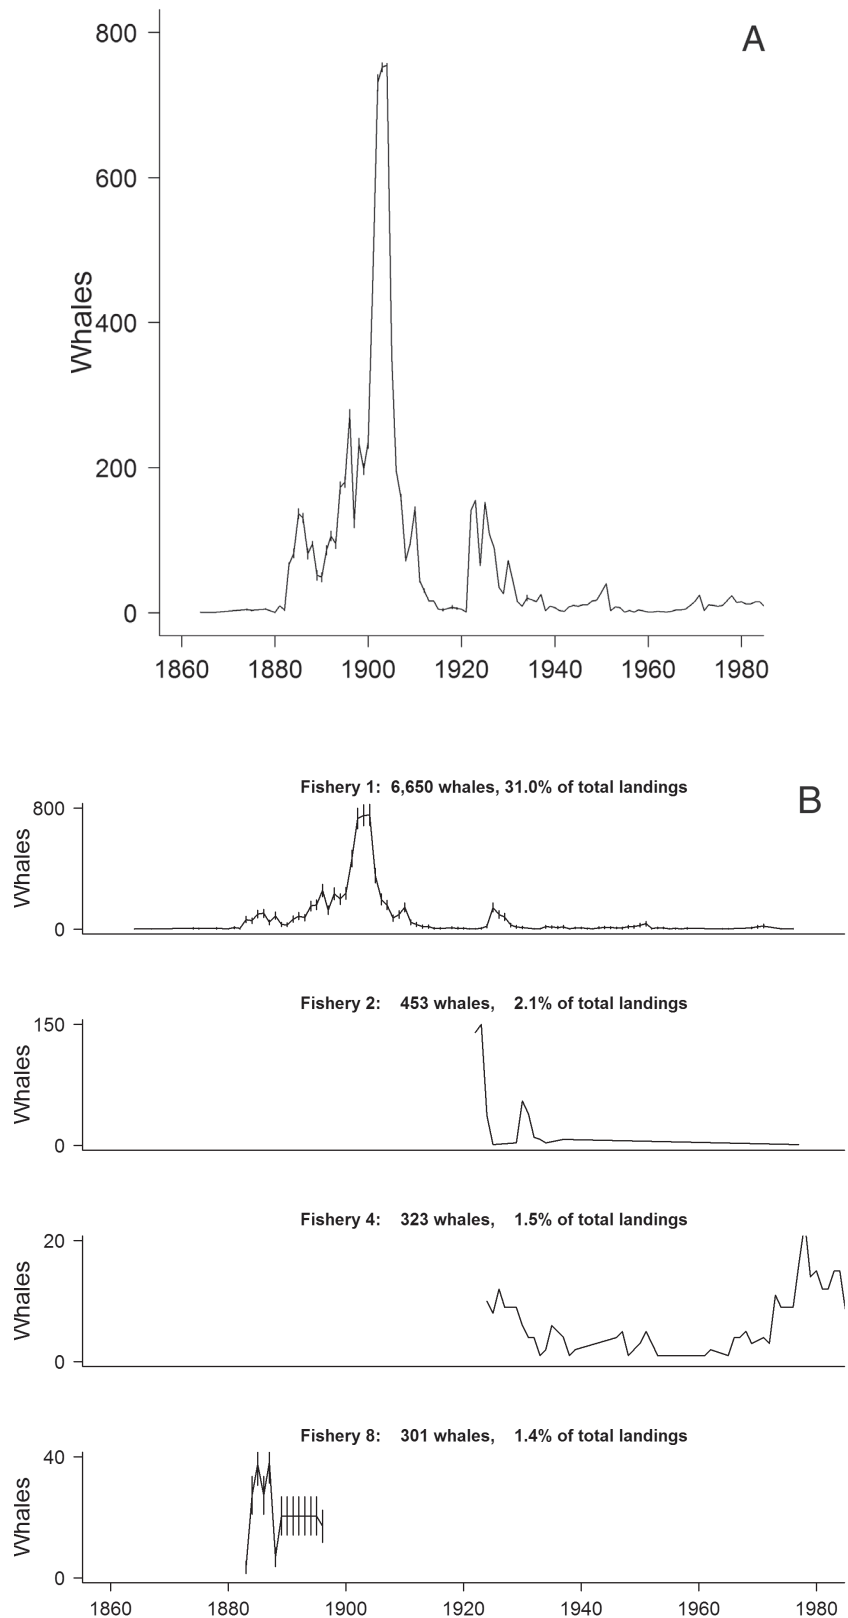 A
800
600
400
200
0
Whales
1860 1880 1900 1920 1940 1960 1980
B
Fishery 1: 6,650 whales, 31.0% of total landings
800
0
Whales
Fishery 2: 453 whales, 2.1% of total landings
150
0
Whales
Fishery 4: 323 whales, 1.5% of total landings
20
0
Whales
Fishery 8: 301 whales, 1.4% of total landings
40
0
Whales
1860 1880 1900 1920 1940 1960 1980